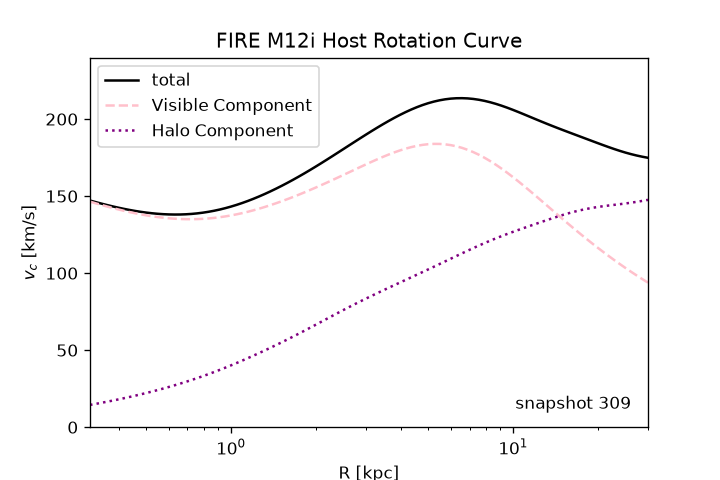 FIRE M12i Host Rotation Curve
total
Visible Component
Halo Component
200
150
100
50
0
v_c [km/s]
snapshot 309
10^0
10^1
R [kpc]